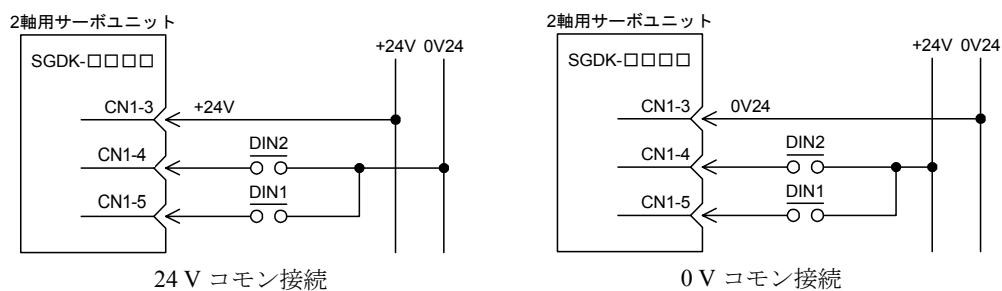 2軸用サーボユニット
+24V 0V24
SGDK-□□□□
CN1-3
+24V
CN1-4
DIN2
CN1-5
DIN1
24 V コモン接続
2軸用サーボユニット
+24V 0V24
SGDK-□□□□
CN1-3
0V24
CN1-4
DIN2
CN1-5
DIN1
0 V コモン接続